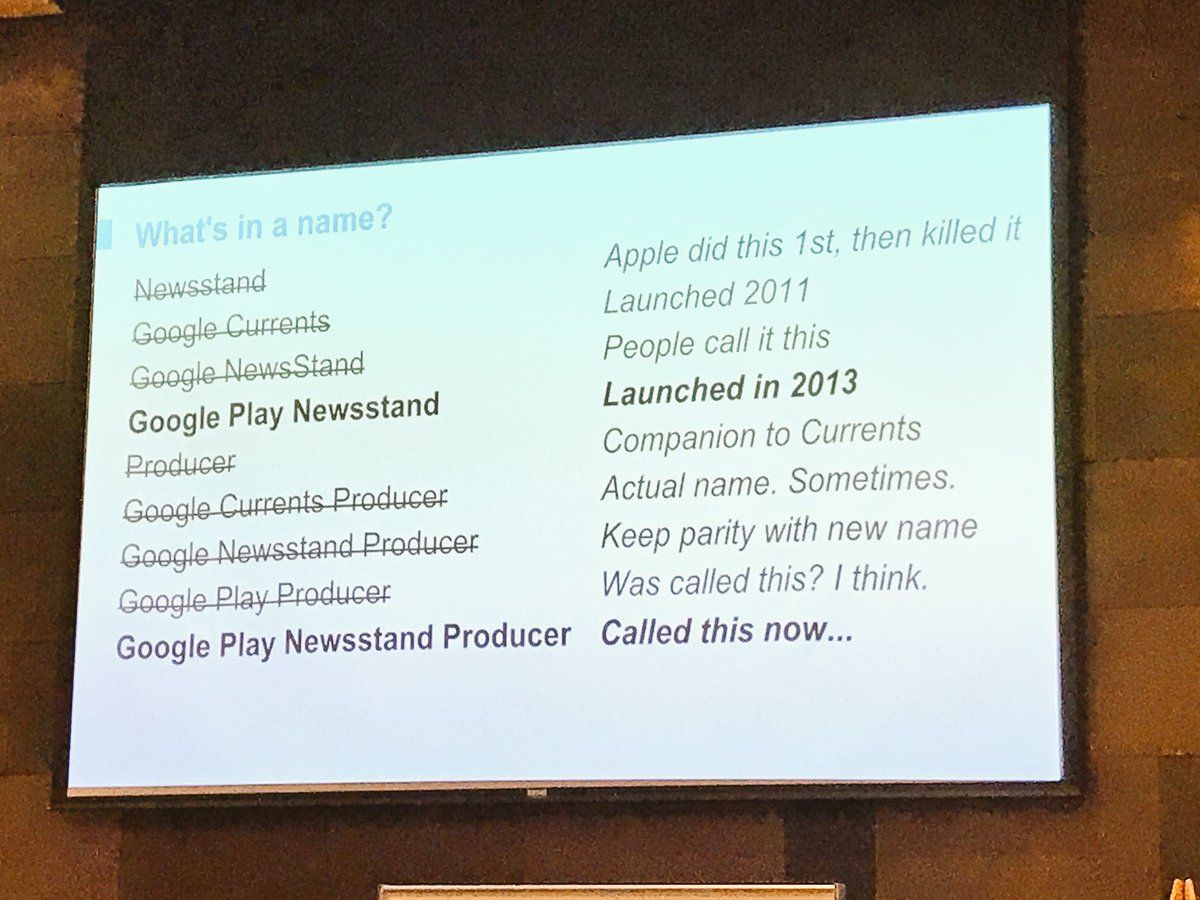 What's in a name?
Newsstand Apple did this 1st, then killed it
Google Currents Launched 2011
Google NewsStand People call it this
Google Play Newsstand Launched in 2013
Producer Companion to Currents
Google Currents Producer Actual name. Sometimes.
Google Newsstand Producer Keep parity with new name
Google Play Producer Was called this? I think.
Google Play Newsstand Producer Called this now...